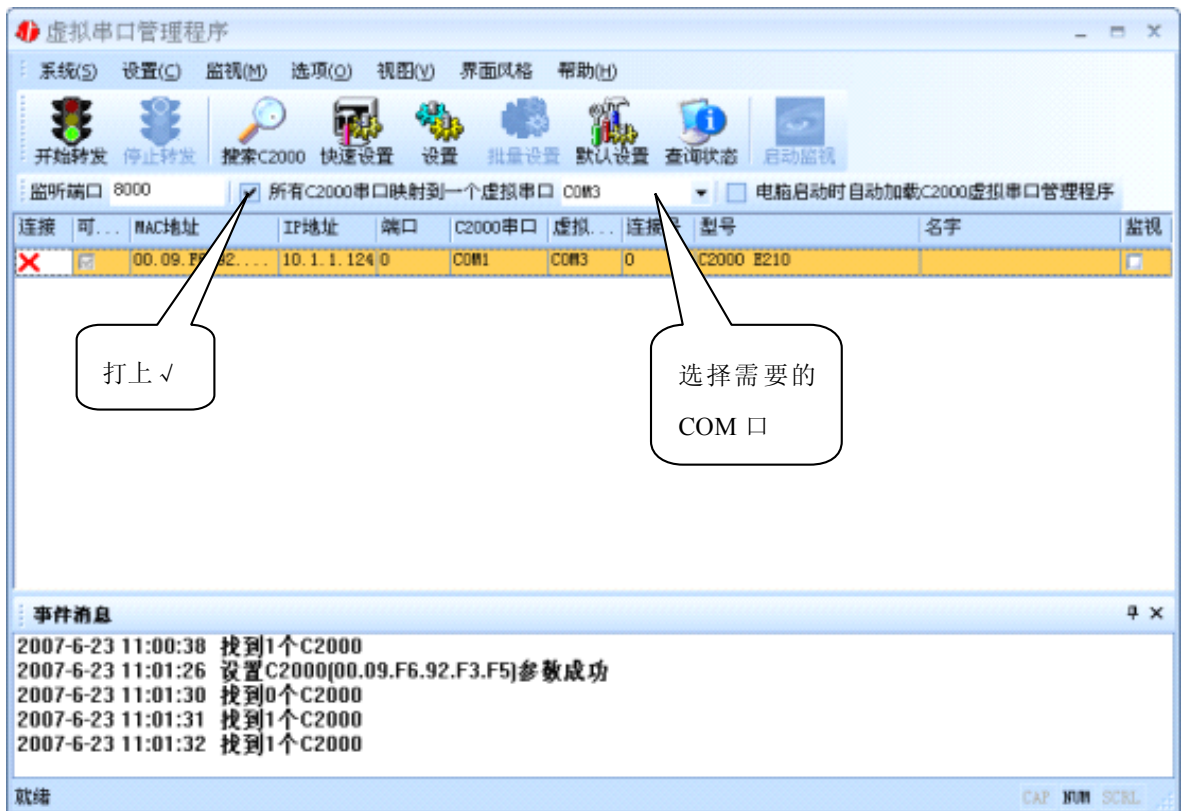 虚拟串口管理程序
系统(S) 设置(C) 监视(M) 选项(O) 视图(V) 界面风格 帮助(H)
开始转发 停止转发 搜索C2000 快速设置 设置 批量设置 默认设置 查询状态 启动监视
监听端口 8000 所有C2000串口映射到一个虚拟串口 COM3 电脑启动时自动加载C2000虚拟串口管理程序
连接 可... MAC地址 IP地址 端口 C2000串口 虚拟... 型号 名字 监视
10.1.1.124 0 COM1 COM3 0 C2000 E210
打上√
选择需要的
COM 口
事件消息
2007-6-23 11:00:38 找到1个C2000
2007-6-23 11:01:26 设置C2000(00.09.F6.92.F3.F5)参数成功
2007-6-23 11:01:30 找到0个C2000
2007-6-23 11:01:31 找到1个C2000
2007-6-23 11:01:32 找到1个C2000
就绪
CAP NUM SCRL